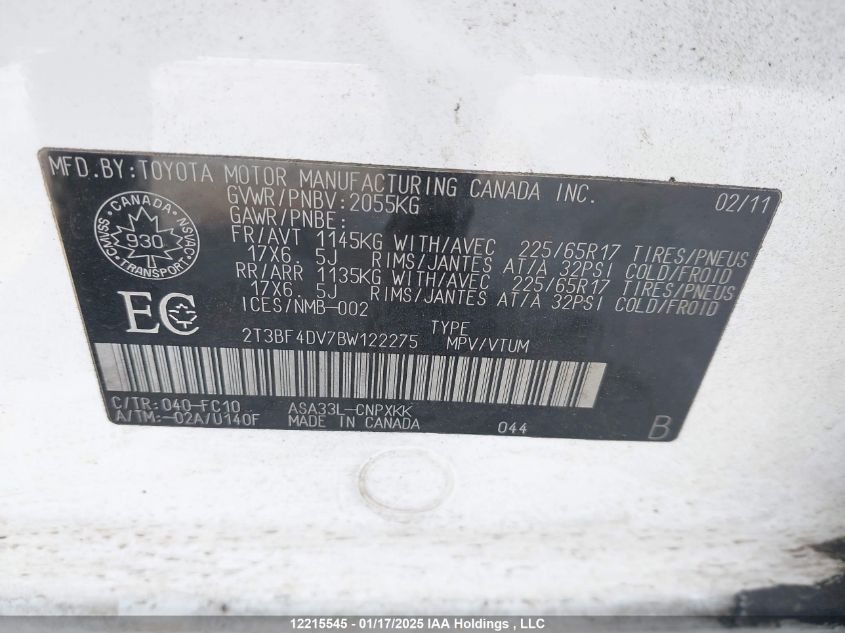 MFD.BY:TOYOTA MOTOR MANUFACTURING CANADA INC. 02/11
GVWR/PNBV:2055KG
GAWR/PNBE:
FR/AVT 1145KG WITH/AVEC 225/65R17 TIRES/PNEUS
17X6. 5J RIMS/JANTES AT/A 32PSI COLD/FROID
RR/ARR 1135KG WITH/AVEC 225/65R17 TIRES/PNEUS
17X6. 5J RIMS/JANTES AT/A 32PSI COLD/FROID
ICES/NMB-002
CANADA
CMVSS 930 NSVAC
TRANSPORT
EC
TYPE
2T3BF4DV7BW122275 MPV/VTUM
C/TR:040-FC10 ASA33L-CNPXKK
A/TM:-02A/U140F MADE IN CANADA 044 B
12215545 - 01/17/2025 IAA Holdings , LLC